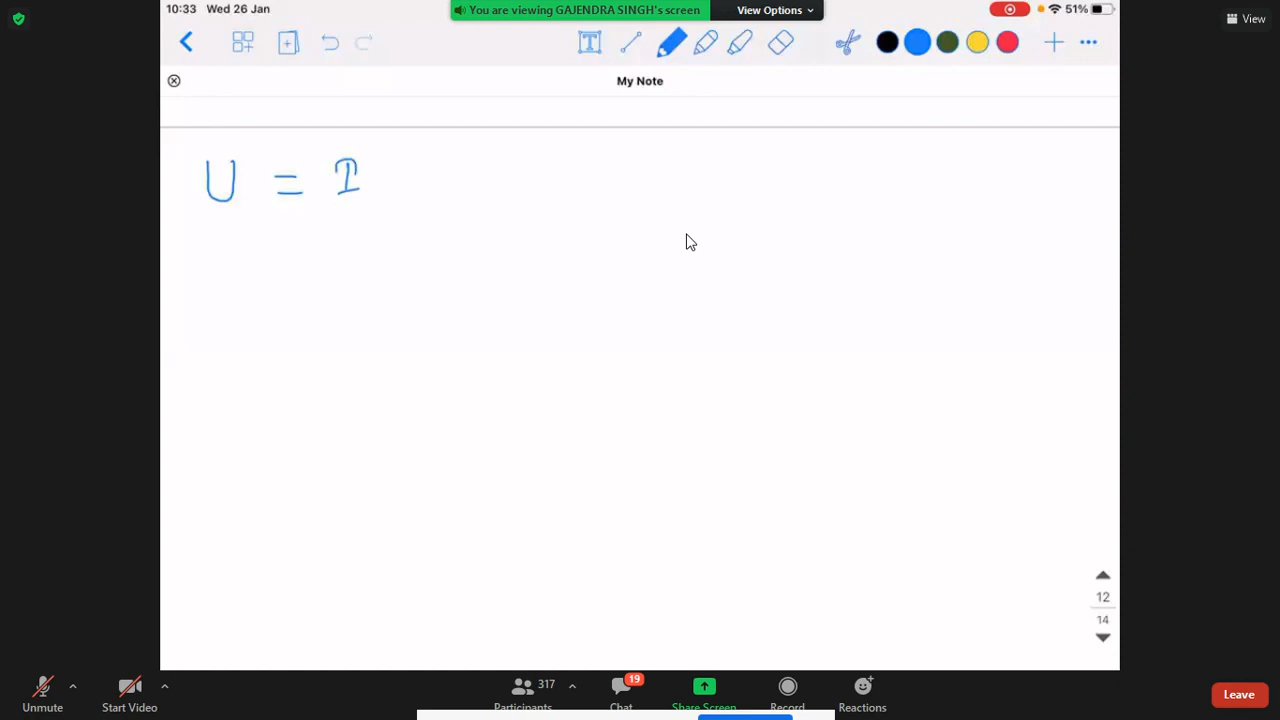 10:33 Wed 26 Jan
You are viewing GAJENDRA SINGH's screen
View Options
51%
View
My Note
U = I
12
14
317
19
Unmute
Start Video
Participants
Chat
Share Screen
Record
Reactions
Leave